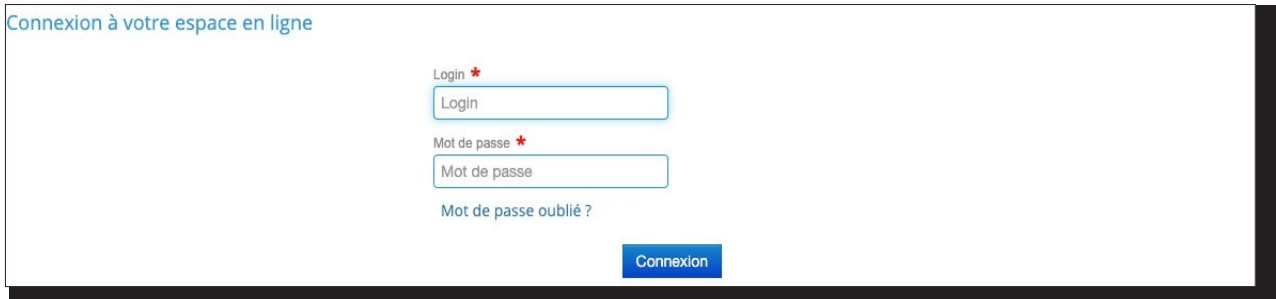 Connexion à votre espace en ligne
Login *
Login
Mot de passe *
Mot de passe
Mot de passe oublié ?
Connexion